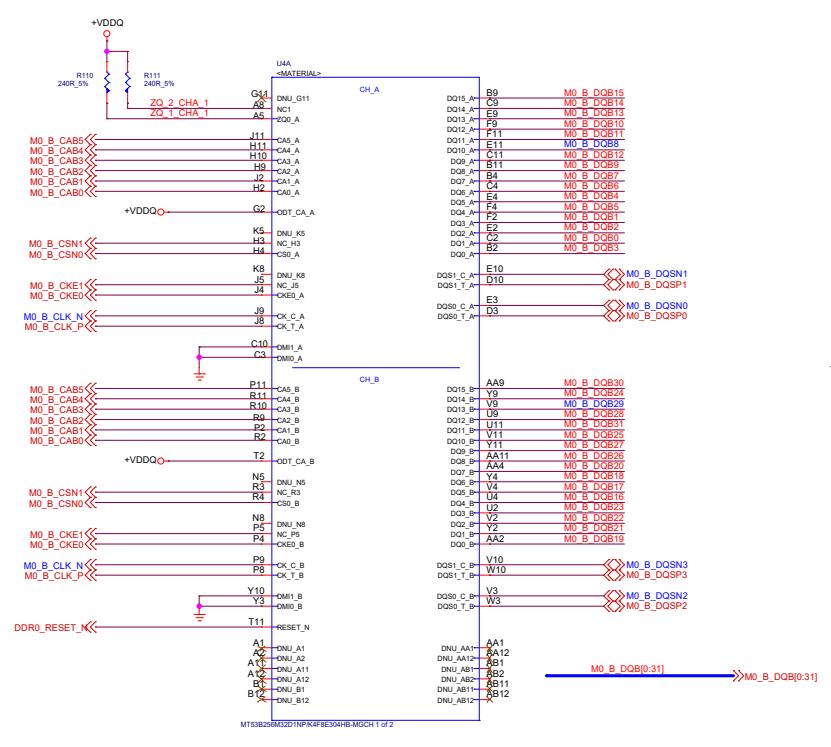 +VDDQ
U4A
<MATERIAL>
R110
240R_5%
R111
240R_5%
CH_A
ZQ_2_CHA_1
ZQ_1_CHA_1
G11 DNU_G11
A8 NC1
A5 ZQ0_A
M0_B_CAB5 J11 CA5_A
M0_B_CAB4 H11 CA4_A
M0_B_CAB3 H10 CA3_A
M0_B_CAB2 H9 CA2_A
M0_B_CAB1 J2 CA1_A
M0_B_CAB0 H2 CA0_A
+VDDQ G2 ODT_CA_A
K5 DNU_K5
M0_B_CSN1 H3 NC_H3
M0_B_CSN0 H4 CS0_A
K8 DNU_K8
M0_B_CKE1 J5 NC_J5
M0_B_CKE0 J4 CKE0_A
M0_B_CLK_N J9 CK_C_A
M0_B_CLK_P J8 CK_T_A
C10 DMI1_A
C3 DMI0_A
DQ15_A B9 M0_B_DQB15
DQ14_A C9 M0_B_DQB14
DQ13_A E9 M0_B_DQB13
DQ12_A F9 M0_B_DQB10
DQ11_A F11 M0_B_DQB11
DQ10_A E11 M0_B_DQB8
DQ9_A C11 M0_B_DQB12
DQ8_A B11 M0_B_DQB9
DQ7_A B4 M0_B_DQB7
DQ6_A C4 M0_B_DQB6
DQ5_A E4 M0_B_DQB4
DQ4_A F4 M0_B_DQB5
DQ3_A F2 M0_B_DQB1
DQ2_A E2 M0_B_DQB2
DQ1_A C2 M0_B_DQB0
DQ0_A B2 M0_B_DQB3
DQS1_C_A E10 M0_B_DQSN1
DQS1_T_A D10 M0_B_DQSP1
DQS0_C_A E3 M0_B_DQSN0
DQS0_T_A D3 M0_B_DQSP0
CH_B
M0_B_CAB5 P11 CA5_B
M0_B_CAB4 R11 CA4_B
M0_B_CAB3 R10 CA3_B
M0_B_CAB2 R9 CA2_B
M0_B_CAB1 P2 CA1_B
M0_B_CAB0 R2 CA0_B
+VDDQ T2 ODT_CA_B
N5 DNU_N5
M0_B_CSN1 R3 NC_R3
M0_B_CSN0 R4 CS0_B
N8 DNU_N8
M0_B_CKE1 P5 NC_P5
M0_B_CKE0 P4 CKE0_B
M0_B_CLK_N P9 CK_C_B
M0_B_CLK_P P8 CK_T_B
Y10 DMI1_B
Y3 DMI0_B
DDR0_RESET_N T11 RESET_N
A1 DNU_A1
A2 DNU_A2
A11 DNU_A11
A12 DNU_A12
B1 DNU_B1
B12 DNU_B12
DQ15_B AA9 M0_B_DQB30
DQ14_B Y9 M0_B_DQB24
DQ13_B V9 M0_B_DQB29
DQ12_B U9 M0_B_DQB28
DQ11_B U11 M0_B_DQB31
DQ10_B V11 M0_B_DQB25
DQ9_B Y11 M0_B_DQB27
DQ8_B AA11 M0_B_DQB26
DQ7_B AA4 M0_B_DQB20
DQ6_B Y4 M0_B_DQB18
DQ5_B V4 M0_B_DQB17
DQ4_B U4 M0_B_DQB16
DQ3_B U2 M0_B_DQB23
DQ2_B V2 M0_B_DQB22
DQ1_B Y2 M0_B_DQB21
DQ0_B AA2 M0_B_DQB19
DQS1_C_B V10 M0_B_DQSN3
DQS1_T_B W10 M0_B_DQSP3
DQS0_C_B V3 M0_B_DQSN2
DQS0_T_B W3 M0_B_DQSP2
DNU_AA1 AA1
DNU_AA12 AA12
DNU_AB1 AB1
DNU_AB2 AB2
DNU_AB11 AB11
DNU_AB12 AB12
M0_B_DQB[0:31] M0_B_DQB[0:31]
MT53B256M32D1NP/K4F8E304HB-MGCH 1 of 2